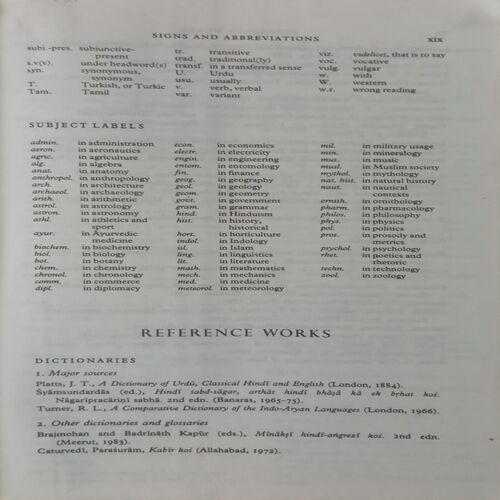 SIGNS AND ABBREVIATIONS xix
subj.-pres. subjunctive-present tr. transitive viz. videlicet, that is to say
trad. traditional(ly) voc. vocative
s.v(v). under headword(s) transf. in a transferred sense vulg. vulgar
syn. synonymous, synonym U. Urdu w. with
usu. usually W. western
T. Turkish, or Turkic v. verb, verbal w.r. wrong reading
Tam. Tamil var. variant
SUBJECT LABELS
admin. in administration econ. in economics mil. in military usage
aeron. in aeronautics electr. in electricity min. in mineralogy
agric. in agriculture engin. in engineering mus. in music
alg. in algebra entom. in entomology musl. in Muslim society
anat. in anatomy fin. in finance mythol. in mythology
anthropol. in anthropology geog. in geography nat. hist. in natural history
arch. in architecture geol. in geology naut. in nautical contexts
archaeol. in archaeology geom. in geometry
arith. in arithmetic govt. in government ornith. in ornithology
astrol. in astrology gram. in grammar pharm. in pharmacology
astron. in astronomy hind. in Hinduism philos. in philosophy
athl. in athletics and sport hist. in history, historical phys. in physics
pol. in politics
ayur. in Āyurvedic medicine hort. in horticulture pros. in prosody and metrics
indol. in Indology
biochem. in biochemistry isl. in Islam psychol. in psychology
biol. in biology ling. in linguistics rhet. in poetics and rhetoric
bot. in botany lit. in literature
chem. in chemistry math. in mathematics techn. in technology
chronol. in chronology mech. in mechanics zool. in zoology
comm. in commerce med. in medicine
dipl. in diplomacy meteorol. in meteorology
REFERENCE WORKS
DICTIONARIES
1. Major sources
Platts, J. T., A Dictionary of Urdū, Classical Hindī and English (London, 1884).
Śyāmsundardās (ed.), Hindī śabd-sāgar, arthāt hindī bhāṣā kā ek bṛhat koś.
Nāgarīpracāriṇī sabhā. 2nd edn. (Banaras, 1965–75).
Turner, R. L., A Comparative Dictionary of the Indo-Aryan Languages (London, 1966).
2. Other dictionaries and glossaries
Brajmohan and Badrīnāth Kapūr (eds.), Mīnākṣī hindī-aṅgrezī koś. 2nd edn.
(Meerut, 1983).
Caturvedī, Paraśurām, Kabīr koś (Allahabad, 1972).